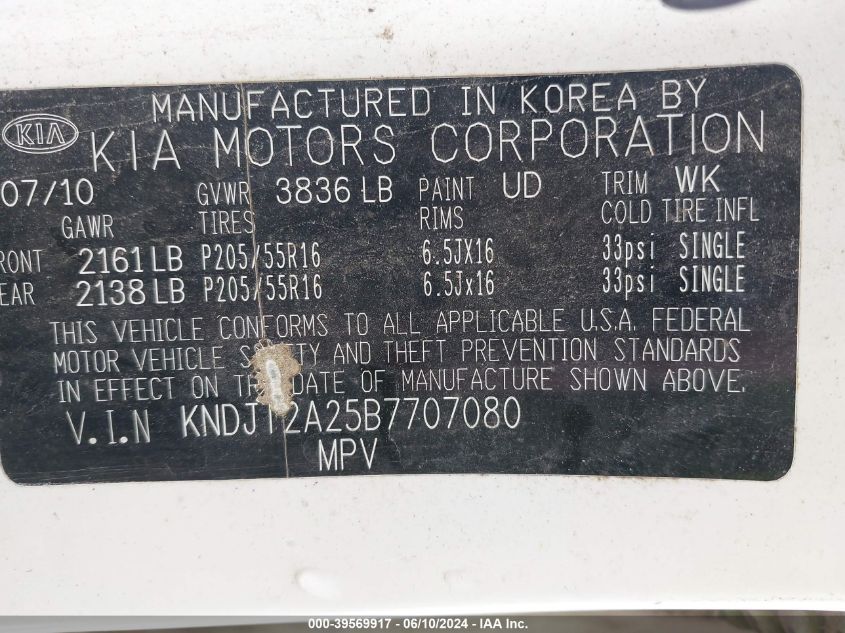 MANUFACTURED IN KOREA BY
KIA KIA MOTORS CORPORATION
07/10 GVWR 3836 LB PAINT UD TRIM WK
GAWR TIRES RIMS COLD TIRE INFL
RONT 2161 LB P205/55R16 6.5JX16 33psi SINGLE
EAR 2138 LB P205/55R16 6.5Jx16 33psi SINGLE
THIS VEHICLE CONFORMS TO ALL APPLICABLE U.S.A. FEDERAL
MOTOR VEHICLE AND THEFT PREVENTION STANDARDS
IN EFFECT ON DATE OF MANUFACTURE SHOWN ABOVE.
V.I.N KNDJT2A25B7707080
MPV
000-39569917 - 06/10/2024 - IAA Inc.